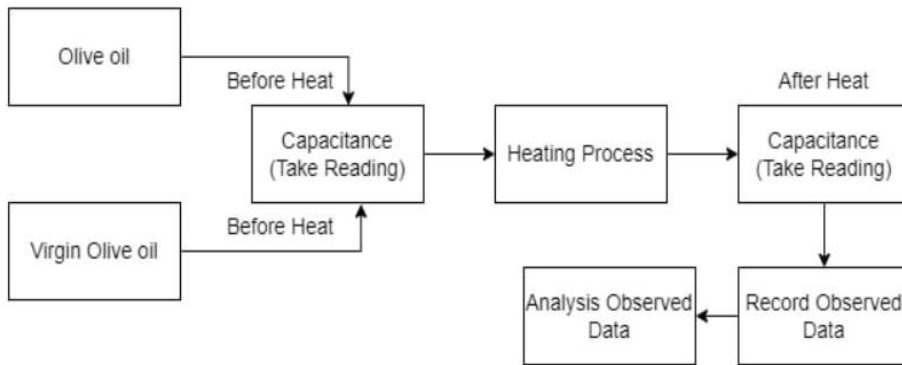 Olive oil
Before Heat
After Heat
Capacitance
(Take Reading)
Heating Process
Capacitance
(Take Reading)
Virgin Olive oil
Before Heat
Analysis Observed
Data
Record Observed
Data